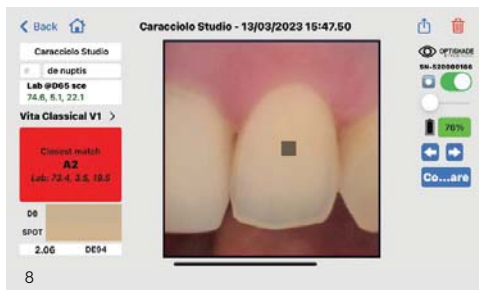 Back
Caracciolo Studio - 13/03/2023 15:47.50
Caracciolo Studio
de nuptis
Lab @D65 sce
74.6, 5.1, 22.1
Vita Classical V1 >
Closest match
A2
Lab: 73.4, 3.5, 19.5
DB
SPOT
2.06 DE94
OPTISHADE
SN-520000166
76%
Co...are
8